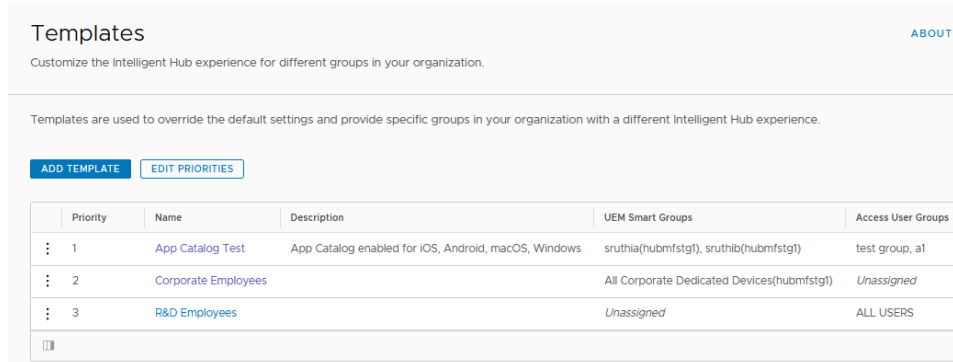 Templates
ABOUT
Customize the Intelligent Hub experience for different groups in your organization.
Templates are used to override the default settings and provide specific groups in your organization with a different Intelligent Hub experience.
ADD TEMPLATE EDIT PRIORITIES
Priority Name Description UEM Smart Groups Access User Groups
1 App Catalog Test App Catalog enabled for iOS, Android, macOS, Windows sruthia(hubmfstg1), sruthib(hubmfstg1) test group, a1
2 Corporate Employees All Corporate Dedicated Devices(hubmfstg1) Unassigned
3 R&D Employees Unassigned ALL USERS